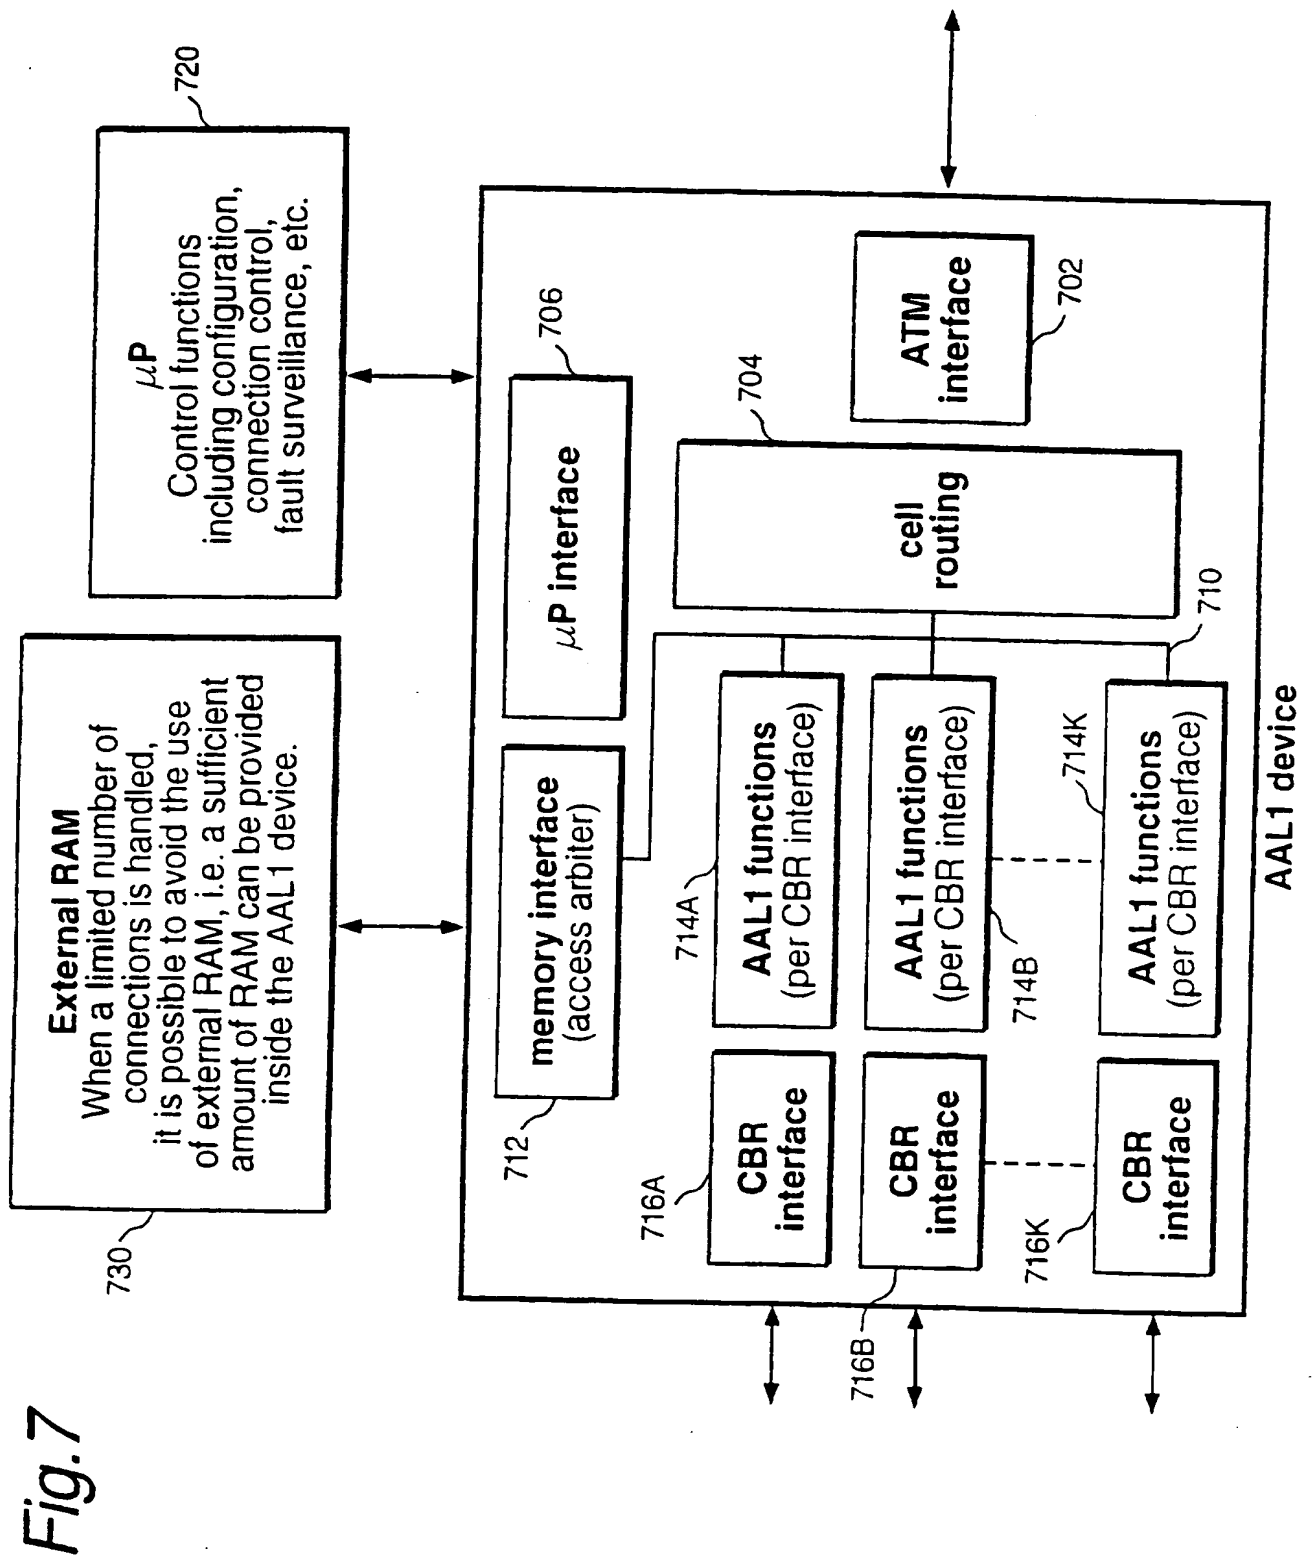 Fig.7
730
External RAM
When a limited number of
connections is handled,
it is possible to avoid the use
of external RAM, i.e. a sufficient
amount of RAM can be provided
inside the AAL1 device.
720
μP
Control functions
including configuration,
connection control,
fault surveillance, etc.
712
memory interface
(access arbiter)
706
μP interface
716A
CBR
interface
714A
AAL1 functions
(per CBR interface)
704
cell
routing
ATM
interface
702
716B
CBR
interface
AAL1 functions
(per CBR interface)
714B
716K
CBR
interface
714K
AAL1 functions
(per CBR interface)
710
AAL1 device